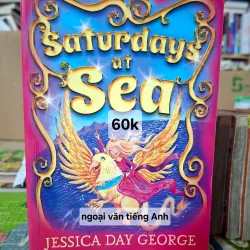 Saturdays
at
Sea
60k
ngoại văn tiếng Anh
JESSICA DAY GEORGE